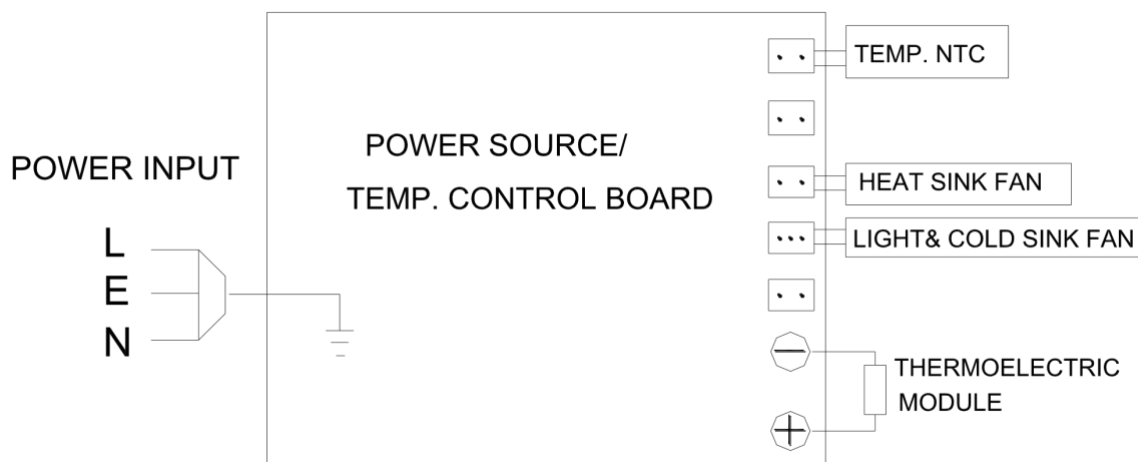 POWER INPUT
L
E
N
POWER SOURCE/
TEMP. CONTROL BOARD
TEMP. NTC
HEAT SINK FAN
LIGHT& COLD SINK FAN
THERMOELECTRIC
MODULE